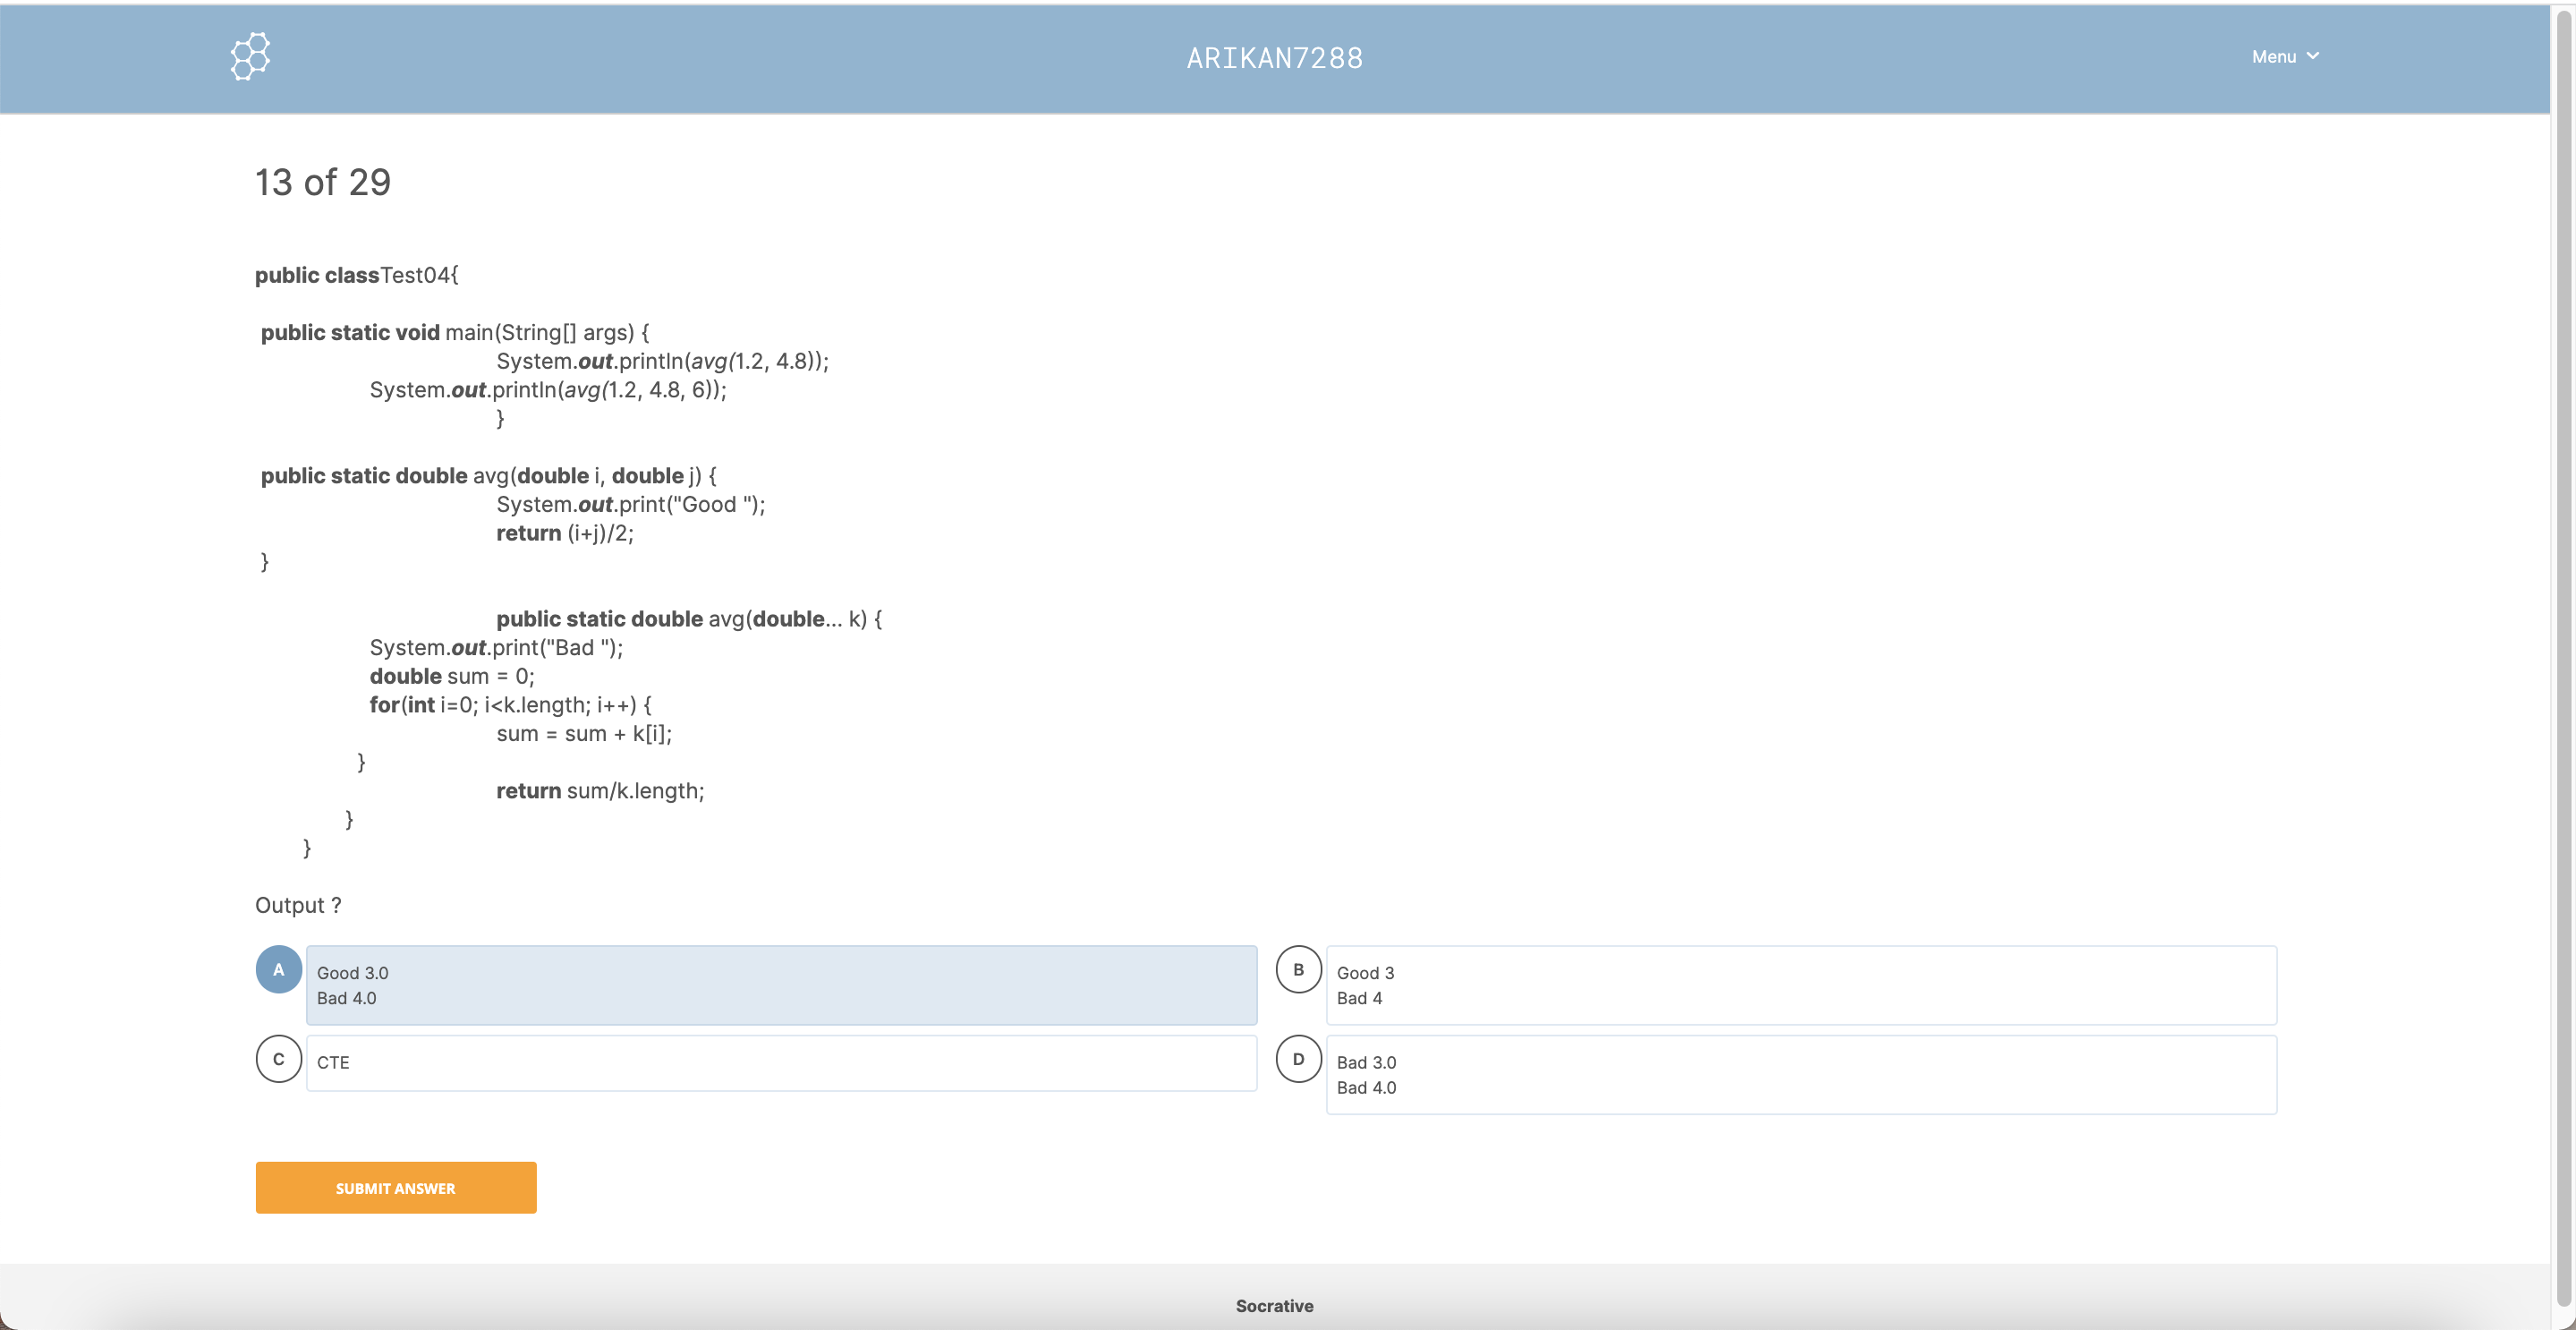 ARIKAN7288
Menu
13 of 29
public classTest04{
public static void main(String[] args) {
System.out.println(avg(1.2, 4.8));
System.out.println(avg(1.2, 4.8, 6));
}
public static double avg(double i, double j) {
System.out.print("Good ");
return (i+j)/2;
}
public static double avg(double... k) {
System.out.print("Bad ");
double sum = 0;
for(int i=0; i<k.length; i++) {
sum = sum + k[i];
}
return sum/k.length;
}
}
Output ?
A
Good 3.0
Bad 4.0
B
Good 3
Bad 4
C
CTE
D
Bad 3.0
Bad 4.0
SUBMIT ANSWER
Socrative